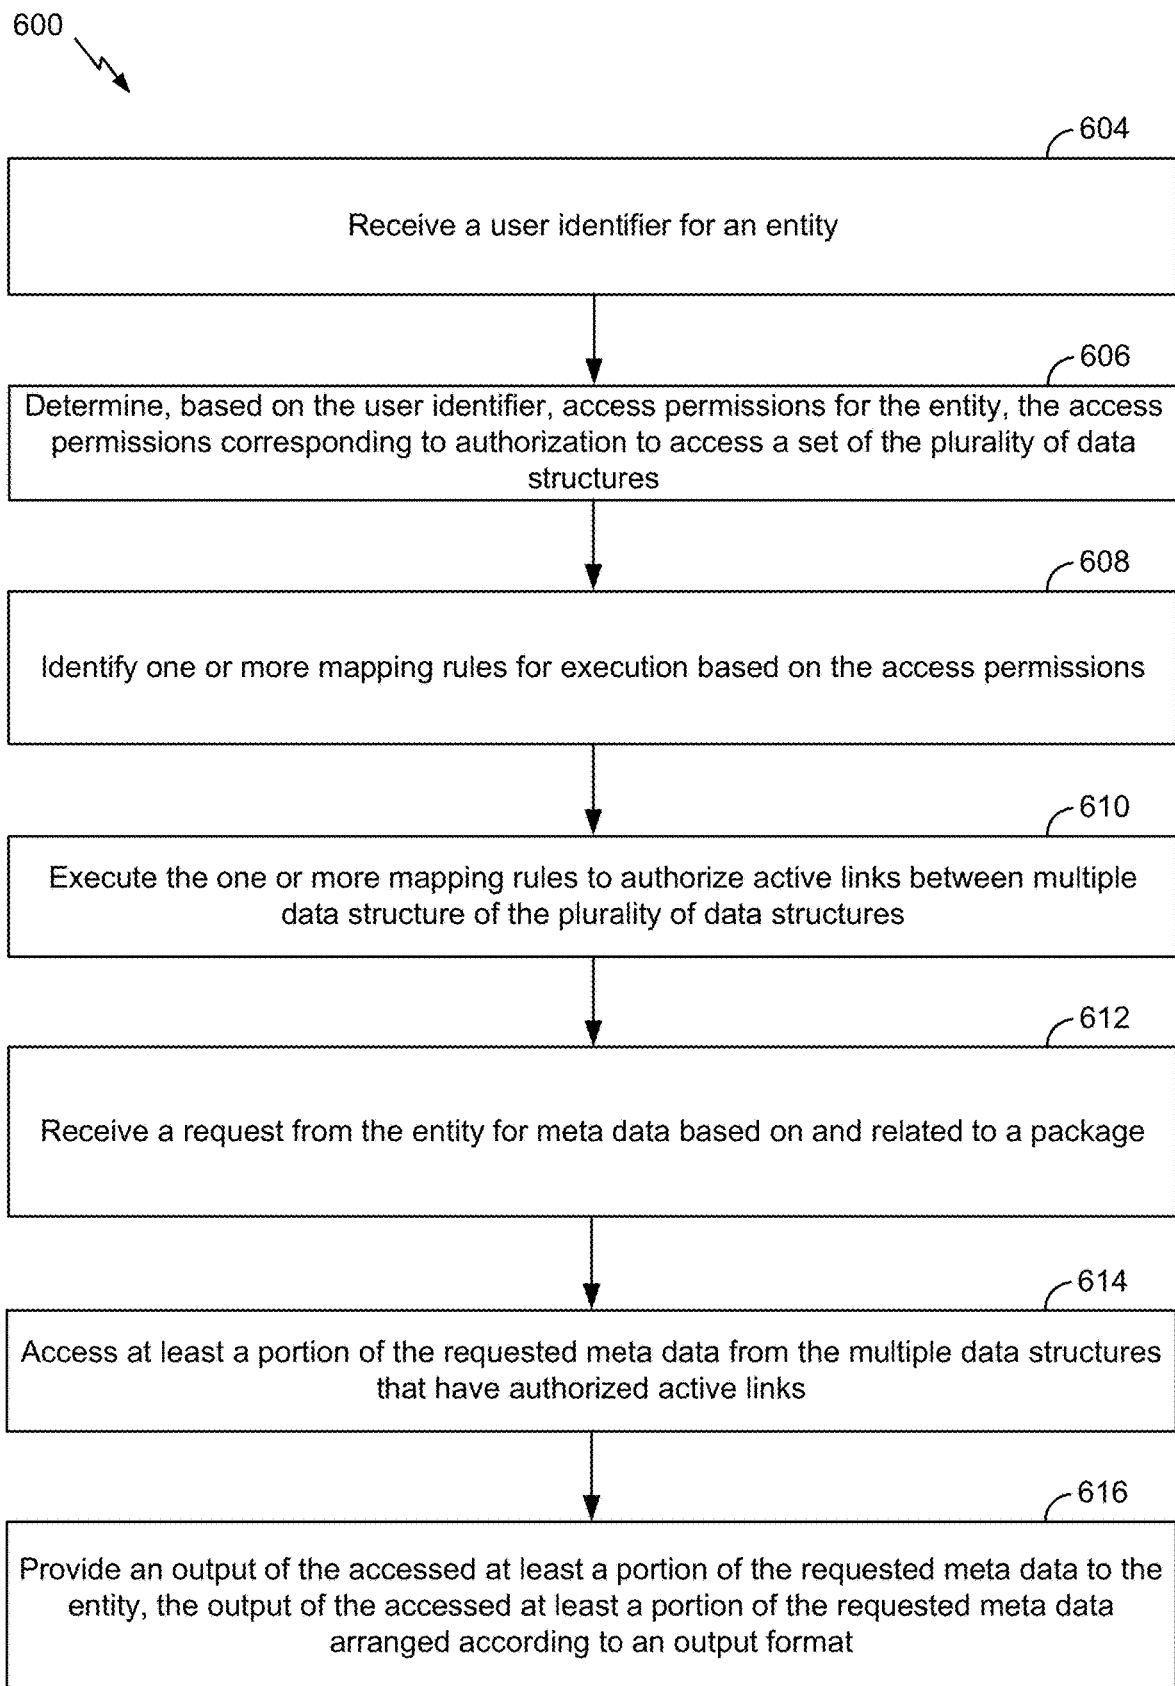 600
604
Receive a user identifier for an entity
606
Determine, based on the user identifier, access permissions for the entity, the access
permissions corresponding to authorization to access a set of the plurality of data
structures
608
Identify one or more mapping rules for execution based on the access permissions
610
Execute the one or more mapping rules to authorize active links between multiple
data structure of the plurality of data structures
612
Receive a request from the entity for meta data based on and related to a package
614
Access at least a portion of the requested meta data from the multiple data structures
that have authorized active links
616
Provide an output of the accessed at least a portion of the requested meta data to the
entity, the output of the accessed at least a portion of the requested meta data
arranged according to an output format